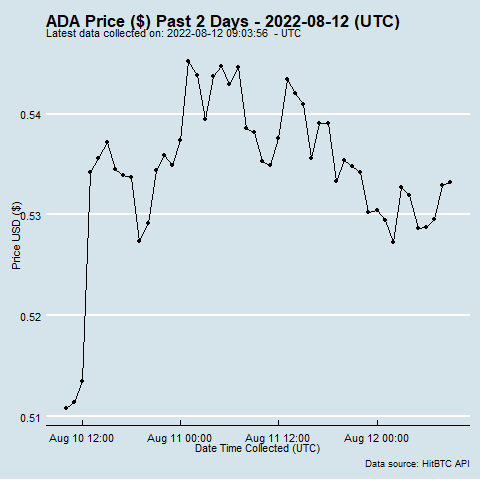 ADA Price ($) Past 2 Days - 2022-08-12 (UTC)
Latest data collected on: 2022-08-12 09:03:56  - UTC
0.54
0.53
0.52
0.51
Price USD ($)
Aug 10 12:00
Aug 11 00:00
Aug 11 12:00
Aug 12 00:00
Date Time Collected (UTC)
Data source: HitBTC API